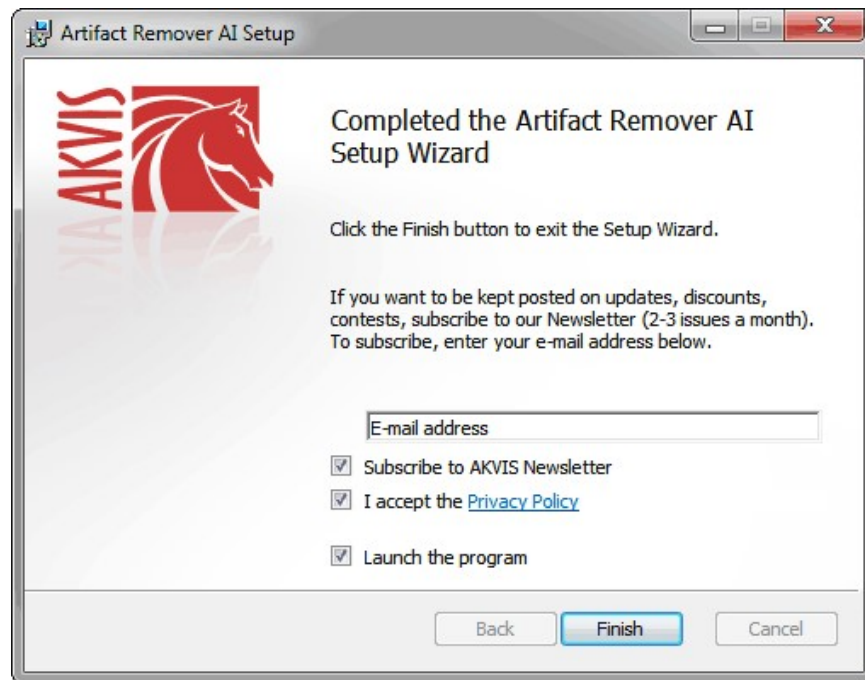 Artifact Remover AI Setup
AKVIS
Completed the Artifact Remover AI
Setup Wizard
Click the Finish button to exit the Setup Wizard.
If you want to be kept posted on updates, discounts,
contests, subscribe to our Newsletter (2-3 issues a month).
To subscribe, enter your e-mail address below.
E-mail address
Subscribe to AKVIS Newsletter
I accept the Privacy Policy
Launch the program
Back
Finish
Cancel